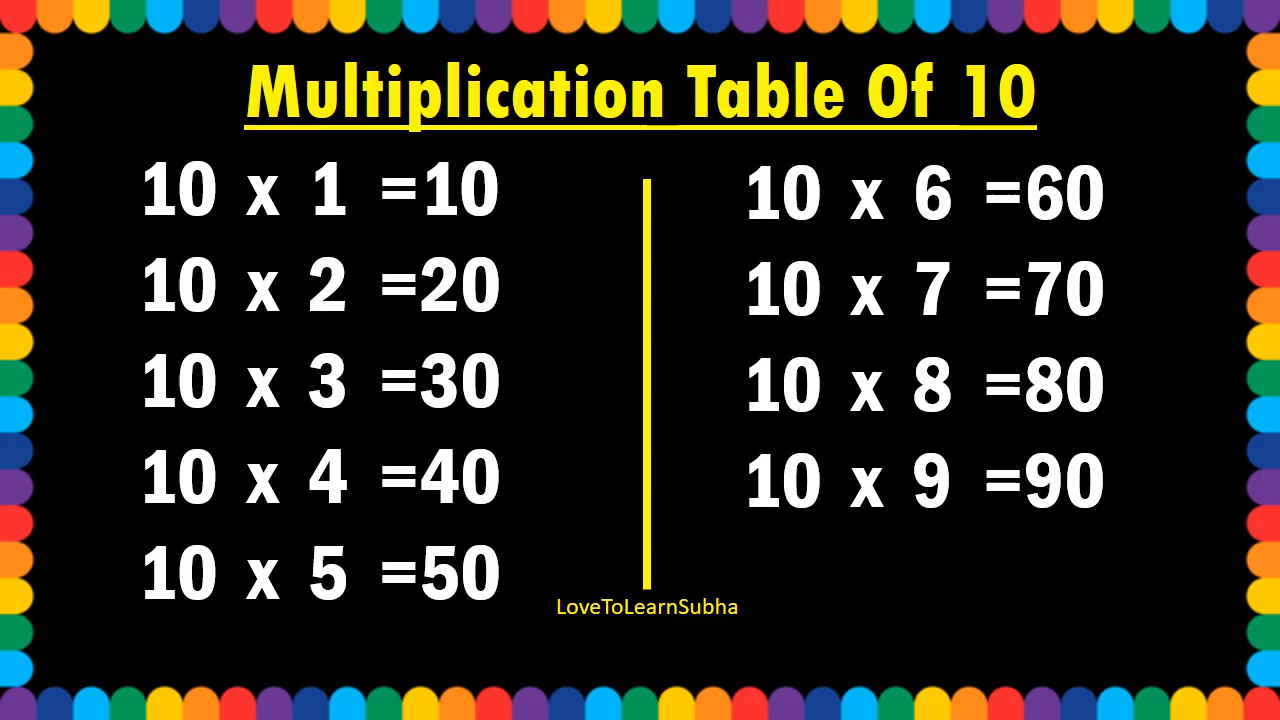 Multiplication Table Of 10
10 x 1 =10
10 x 2 =20
10 x 3 =30
10 x 4 =40
10 x 5 =50
10 x 6 =60
10 x 7 =70
10 x 8 =80
10 x 9 =90
LoveToLearnSubha